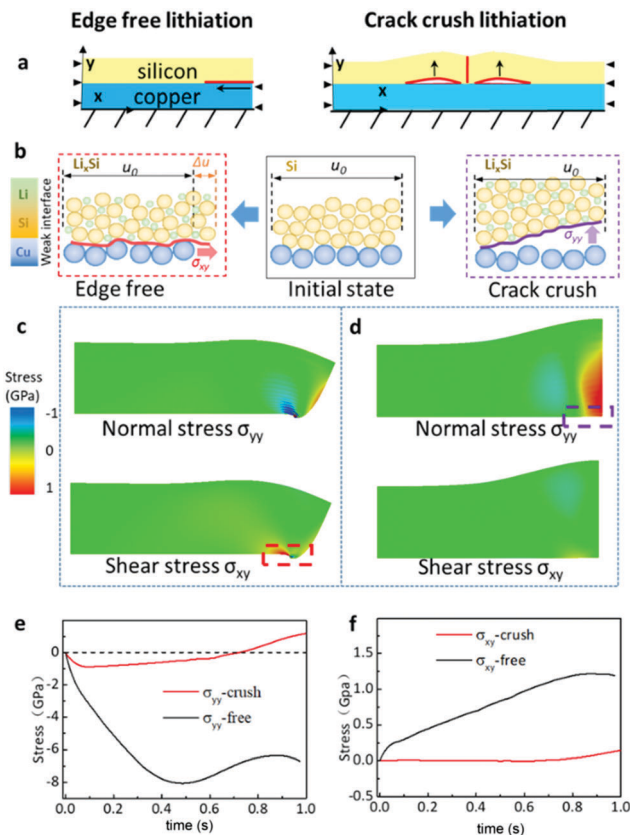 Edge free lithiation
Crack crush lithiation
a
y
silicon
x
copper
y
x
b
LiₓSi
u₀
Δu
Si
u₀
LiₓSi
u₀
Li
Si
Cu
Weak interface
σxy
σyy
Edge free
Initial state
Crack crush
c
d
Stress
(GPa)
-1
0
1
Normal stress σyy
Normal stress σyy
Shear stress σxy
Shear stress σxy
e
f
Stress（GPa）
0
-2
-4
-6
-8
σyy-crush
σyy-free
0.0 0.2 0.4 0.6 0.8 1.0
time (s)
Stress（Gpa）
1.5
1.0
0.5
0.0
σxy-crush
σxy-free
0.0 0.2 0.4 0.6 0.8 1.0
time (s)